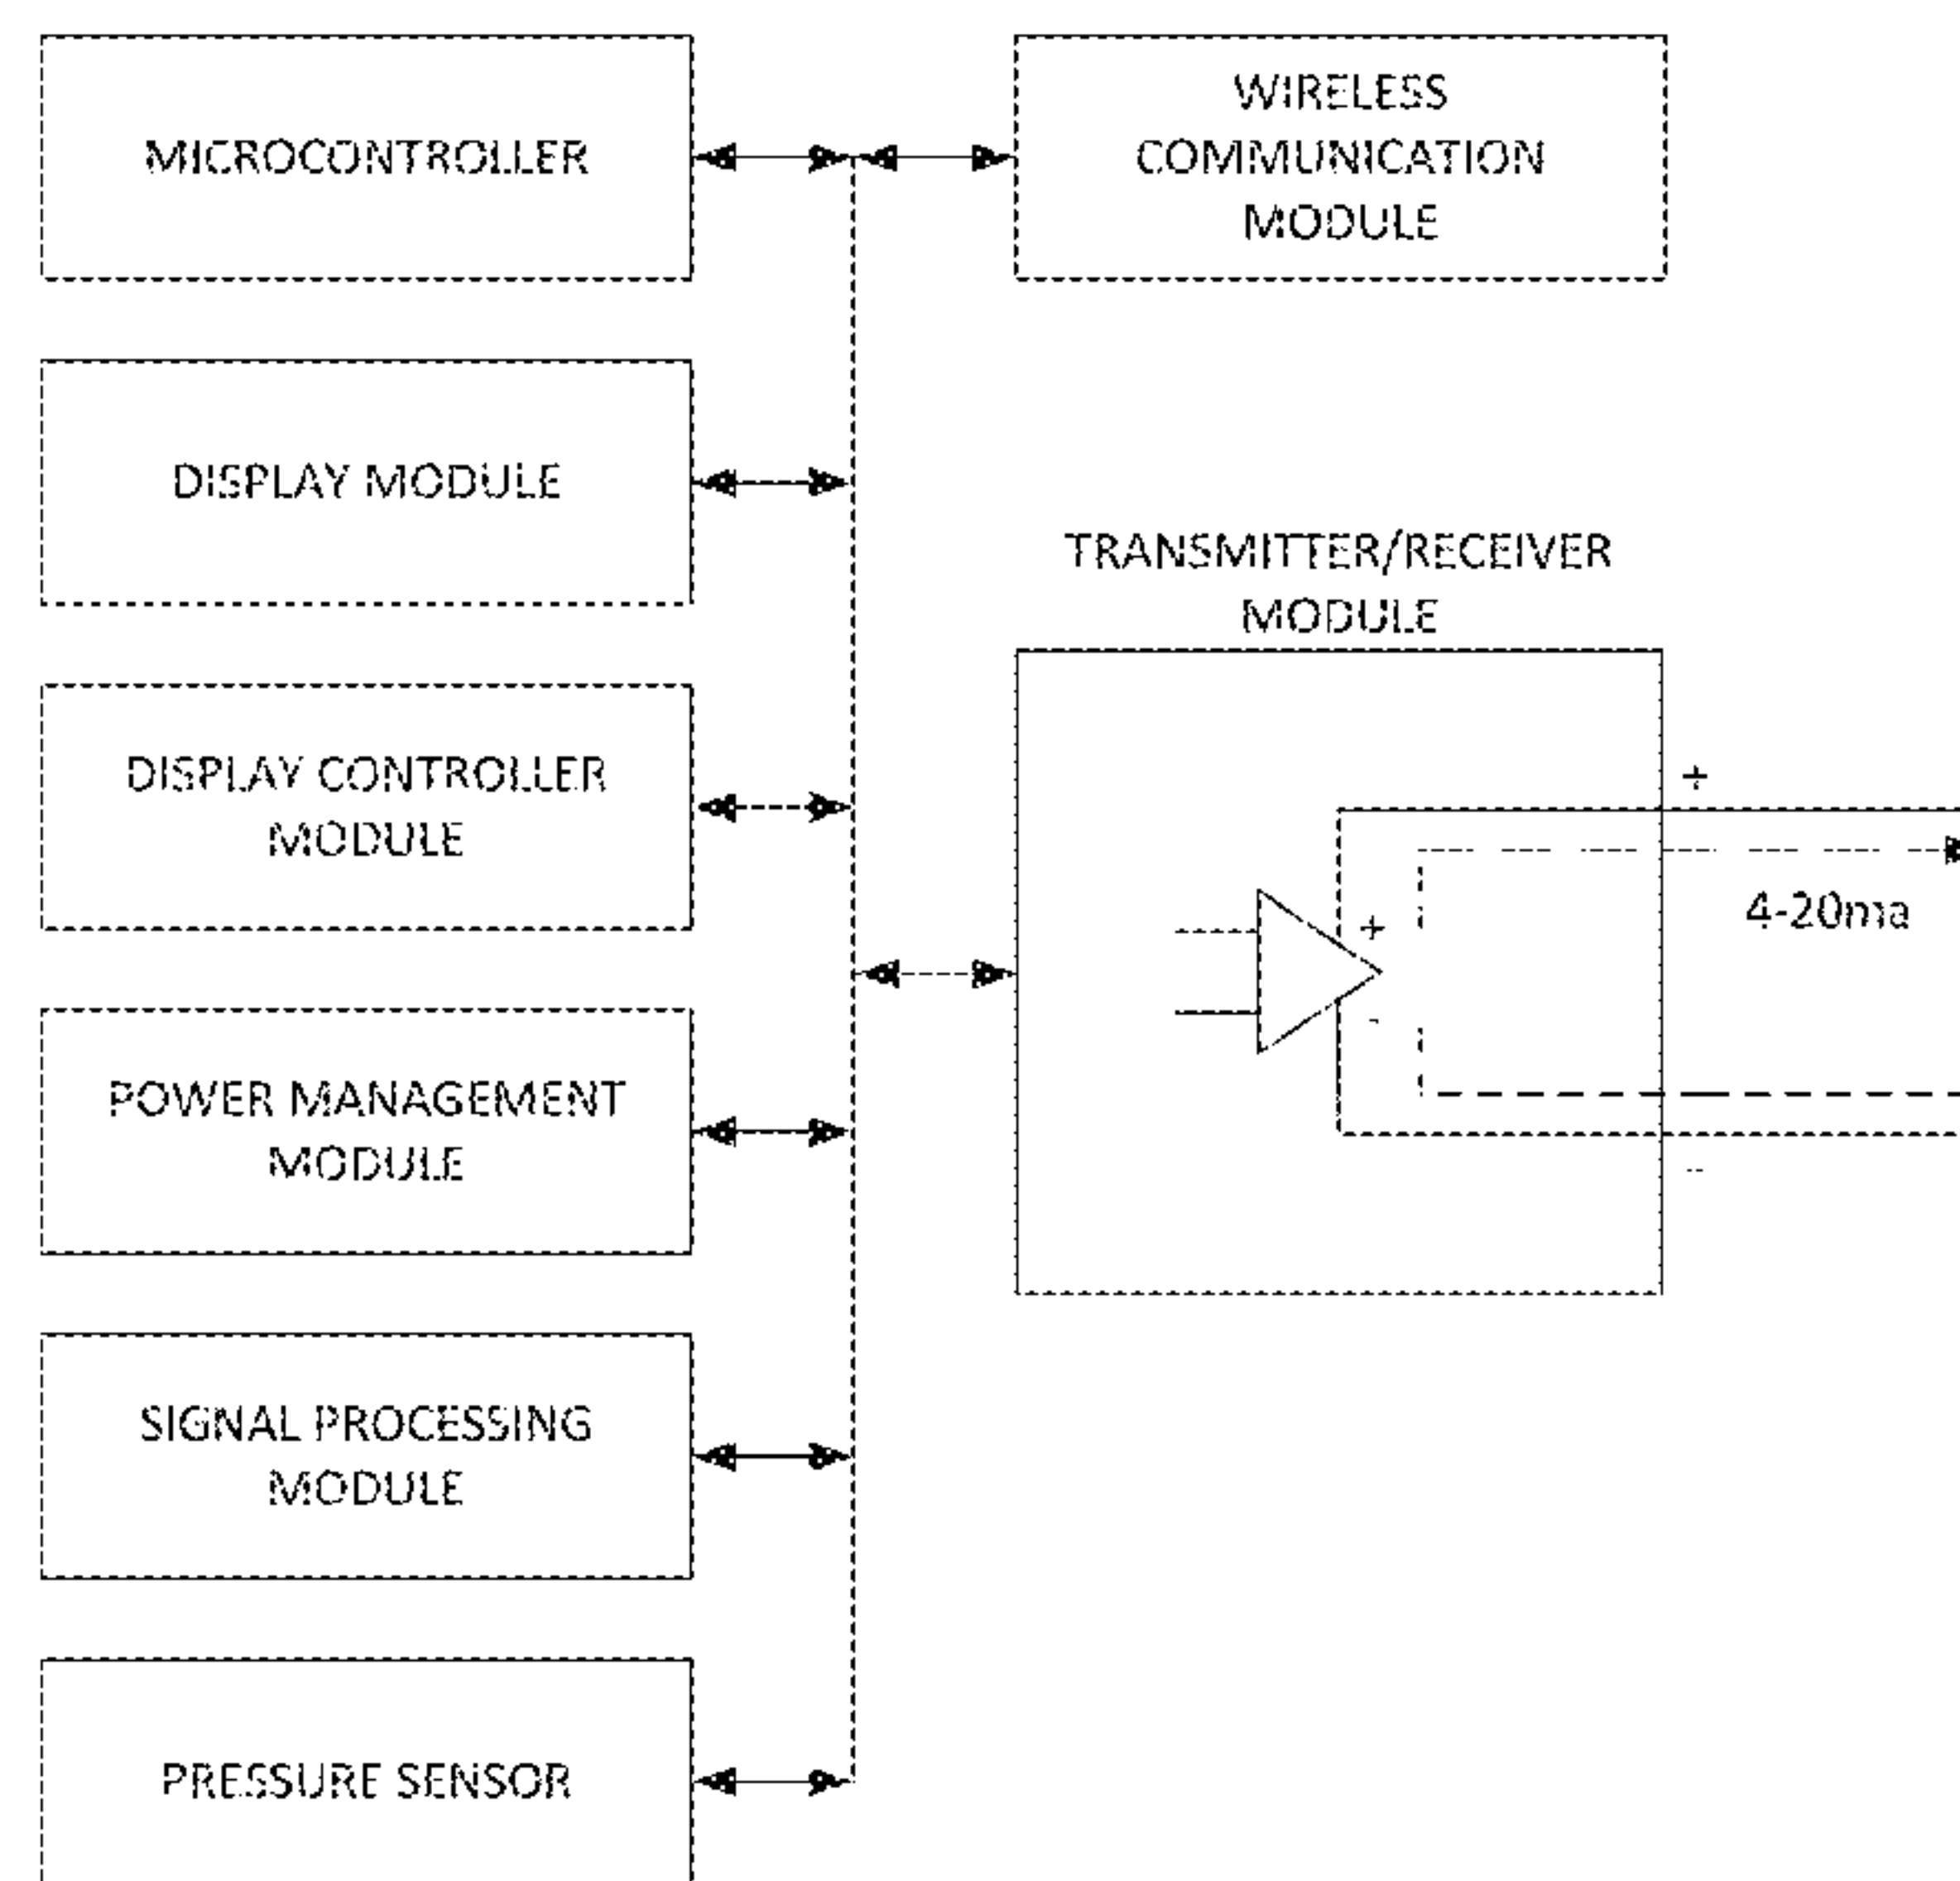 MICROCONTROLLER
WIRELESS
COMMUNICATION
MODULE
DISPLAY MODULE
TRANSMITTER/RECEIVER
MODULE
DISPLAY CONTROLLER
MODULE
+
4-20ma
+
-
-
POWER MANAGEMENT
MODULE
SIGNAL PROCESSING
MODULE
PRESSURE SENSOR